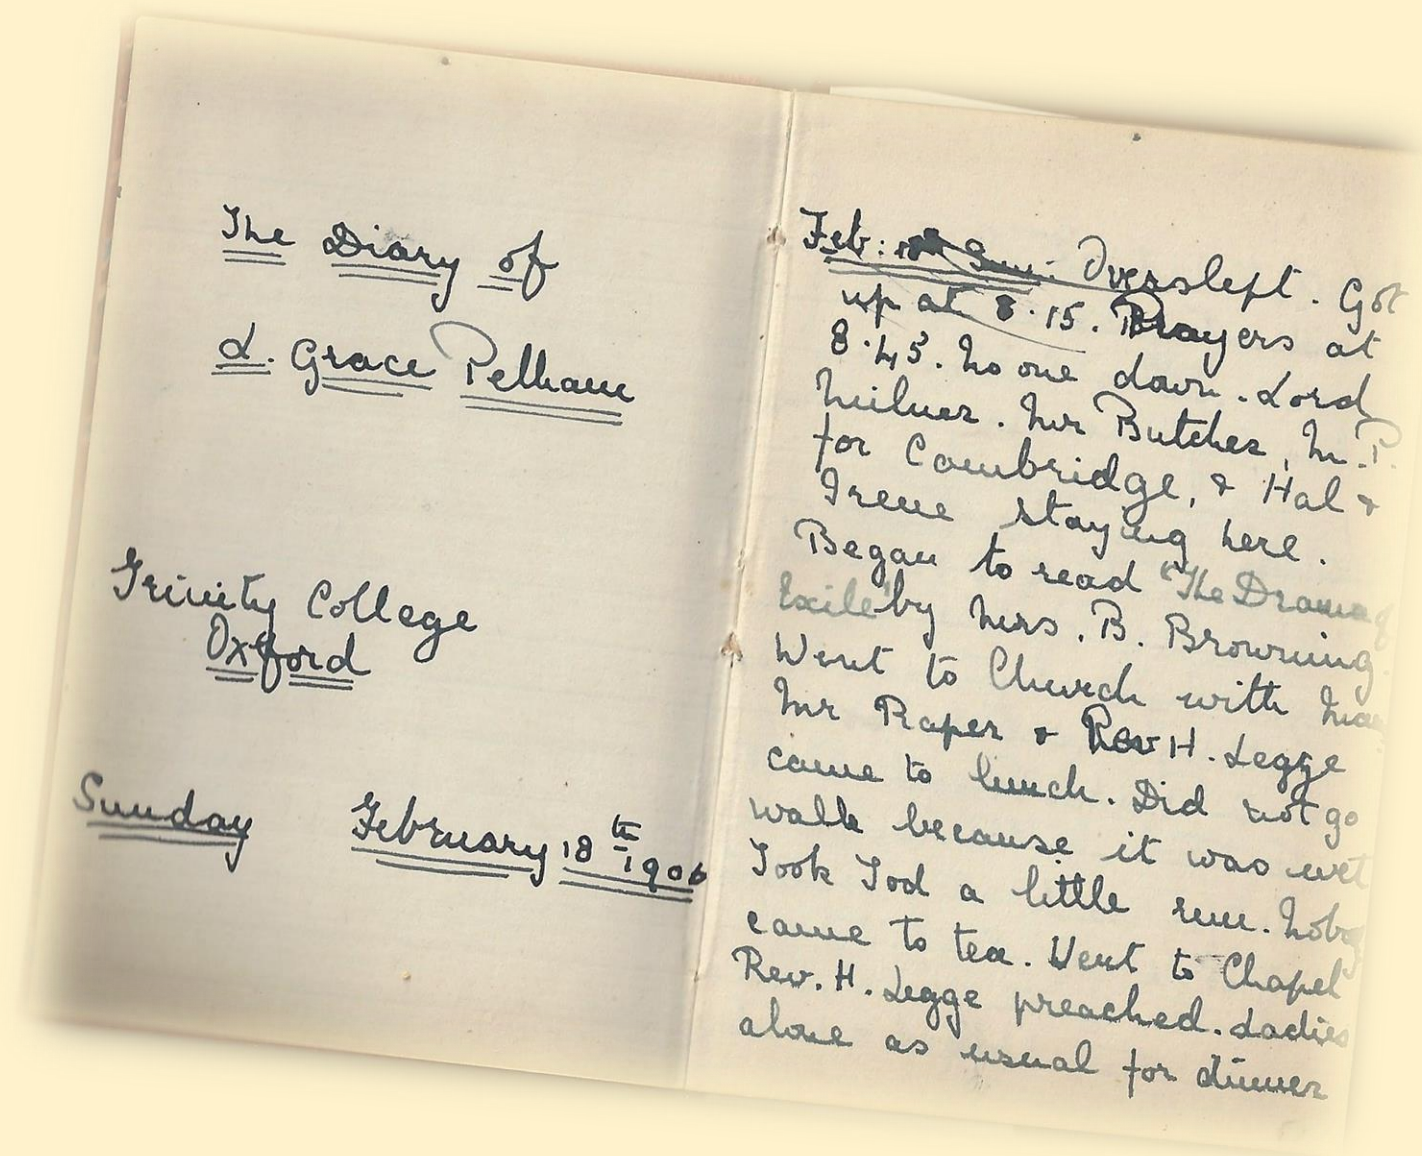 The Diary of
L. Grace Pelham
Trinity College
Oxford
Sunday February 18th 1906
Feb: 18th Sun: Overslept. Got
up at 8.15. Prayers at
8.45. No one down. Lord
Milner. Mr Butcher, M.P.
for Cambridge, & Hal &
Irene staying here.
Began to read "The Drama of
Exile" by Mrs. B. Browning.
Went to Church with
Mr Raper & Rev H. Legge
came to lunch. Did not go
walk because it was wet
Took Tod a little run.
came to tea. Went to Chapel
Rev. H. Legge preached. Ladies
alone as usual for dinner